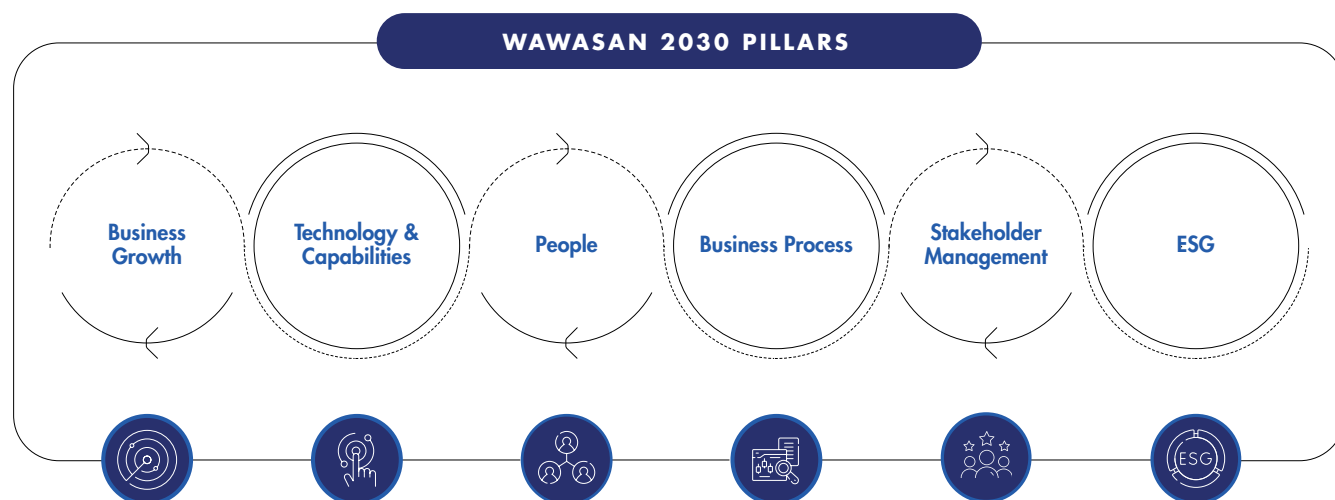 WAWASAN 2030 PILLARS
Business
Growth
Technology &
Capabilities
People
Business Process
Stakeholder
Management
ESG
ESG